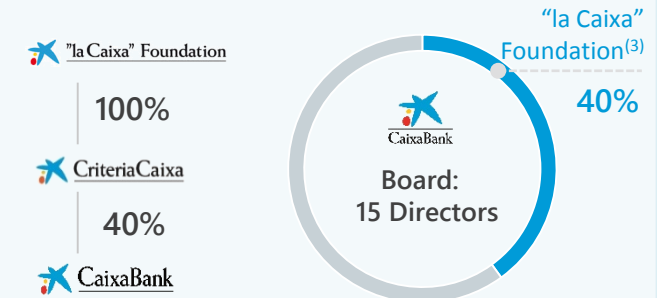 "la Caixa" Foundation
100%
CriteriaCaixa
40%
CaixaBank
“la Caixa”
Foundation(3)
40%
CaixaBank
Board:
15 Directors